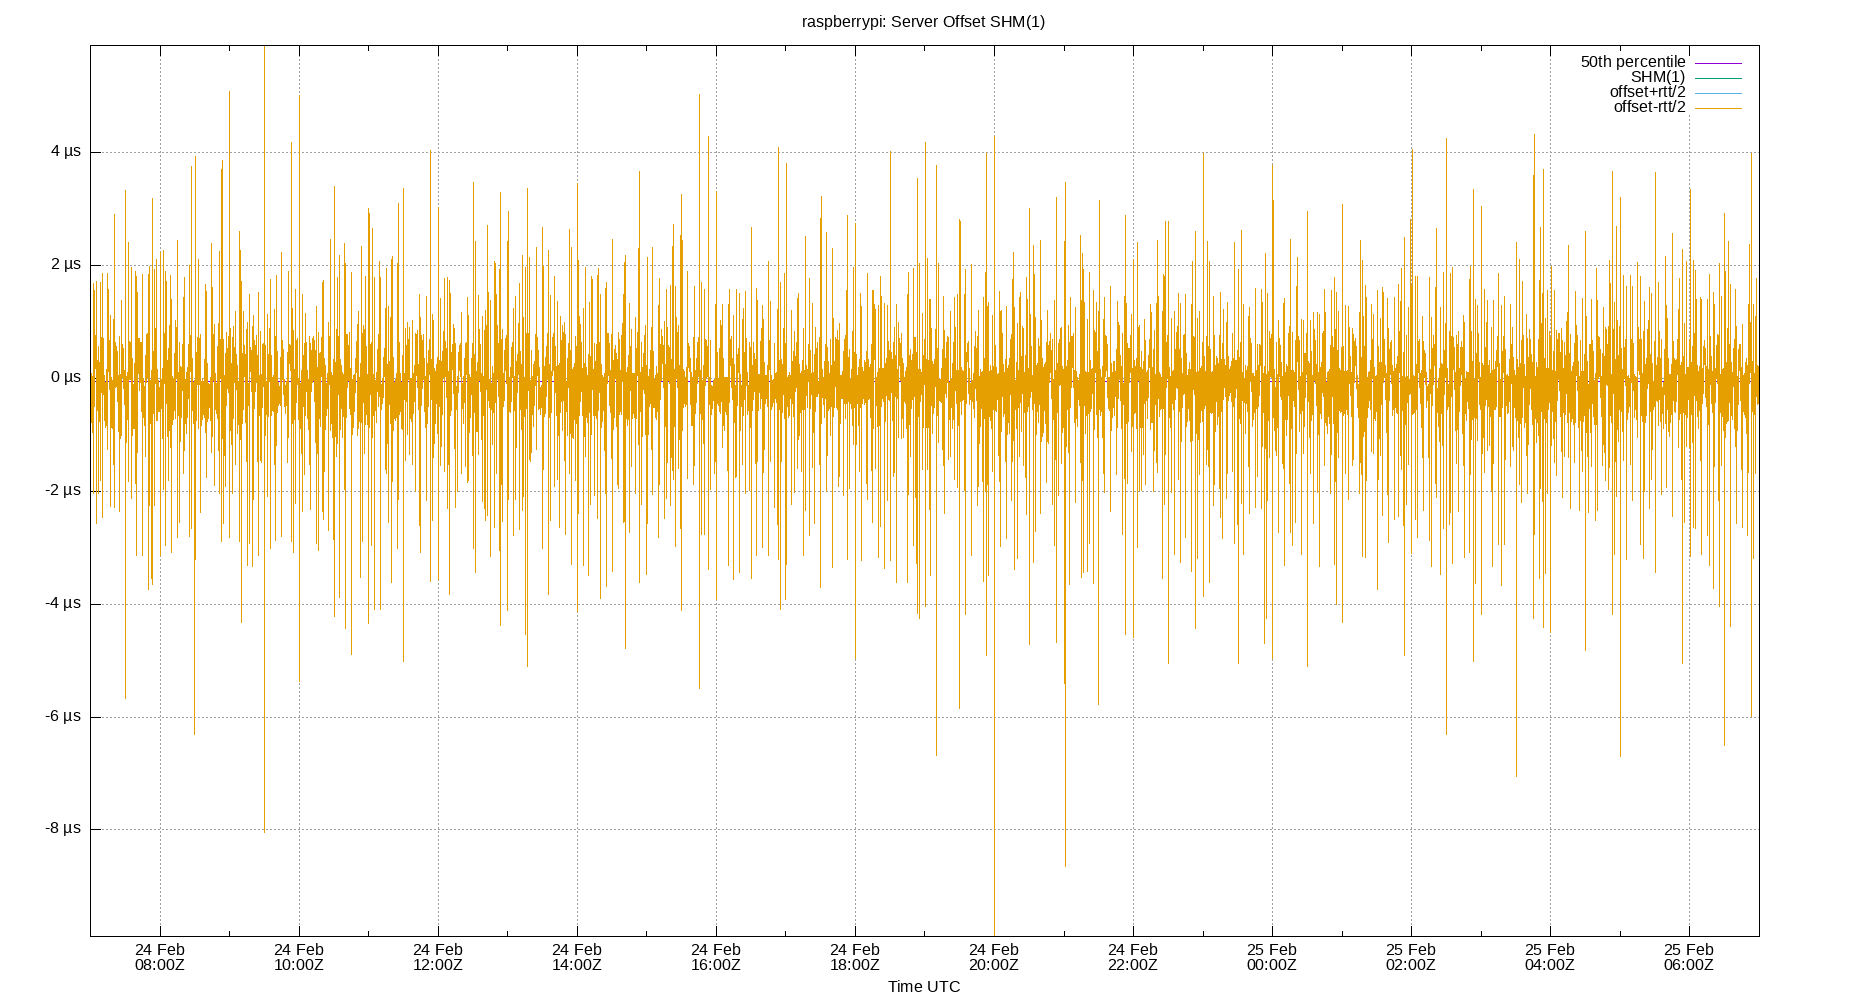 raspberrypi: Server Offset SHM(1)
50th percentile
SHM(1)
offset+rtt/2
offset-rtt/2
4 µs
2 µs
0 µs
-2 µs
-4 µs
-6 µs
-8 µs
24 Feb 24 Feb 24 Feb 24 Feb 24 Feb 24 Feb 24 Feb 24 Feb 25 Feb 25 Feb 25 Feb 25 Feb
08:00Z 10:00Z 12:00Z 14:00Z 16:00Z 18:00Z 20:00Z 22:00Z 00:00Z 02:00Z 04:00Z 06:00Z
Time UTC